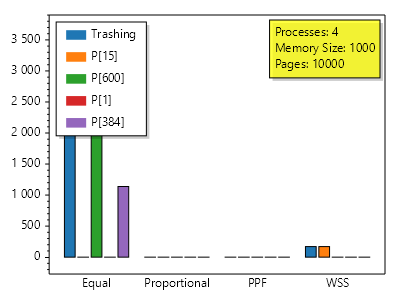 3 500
3 000
2 500
2 000
1 500
1 000
500
0
Trashing
P[15]
P[600]
P[1]
P[384]
Processes: 4
Memory Size: 1000
Pages: 10000
Equal
Proportional
PPF
WSS